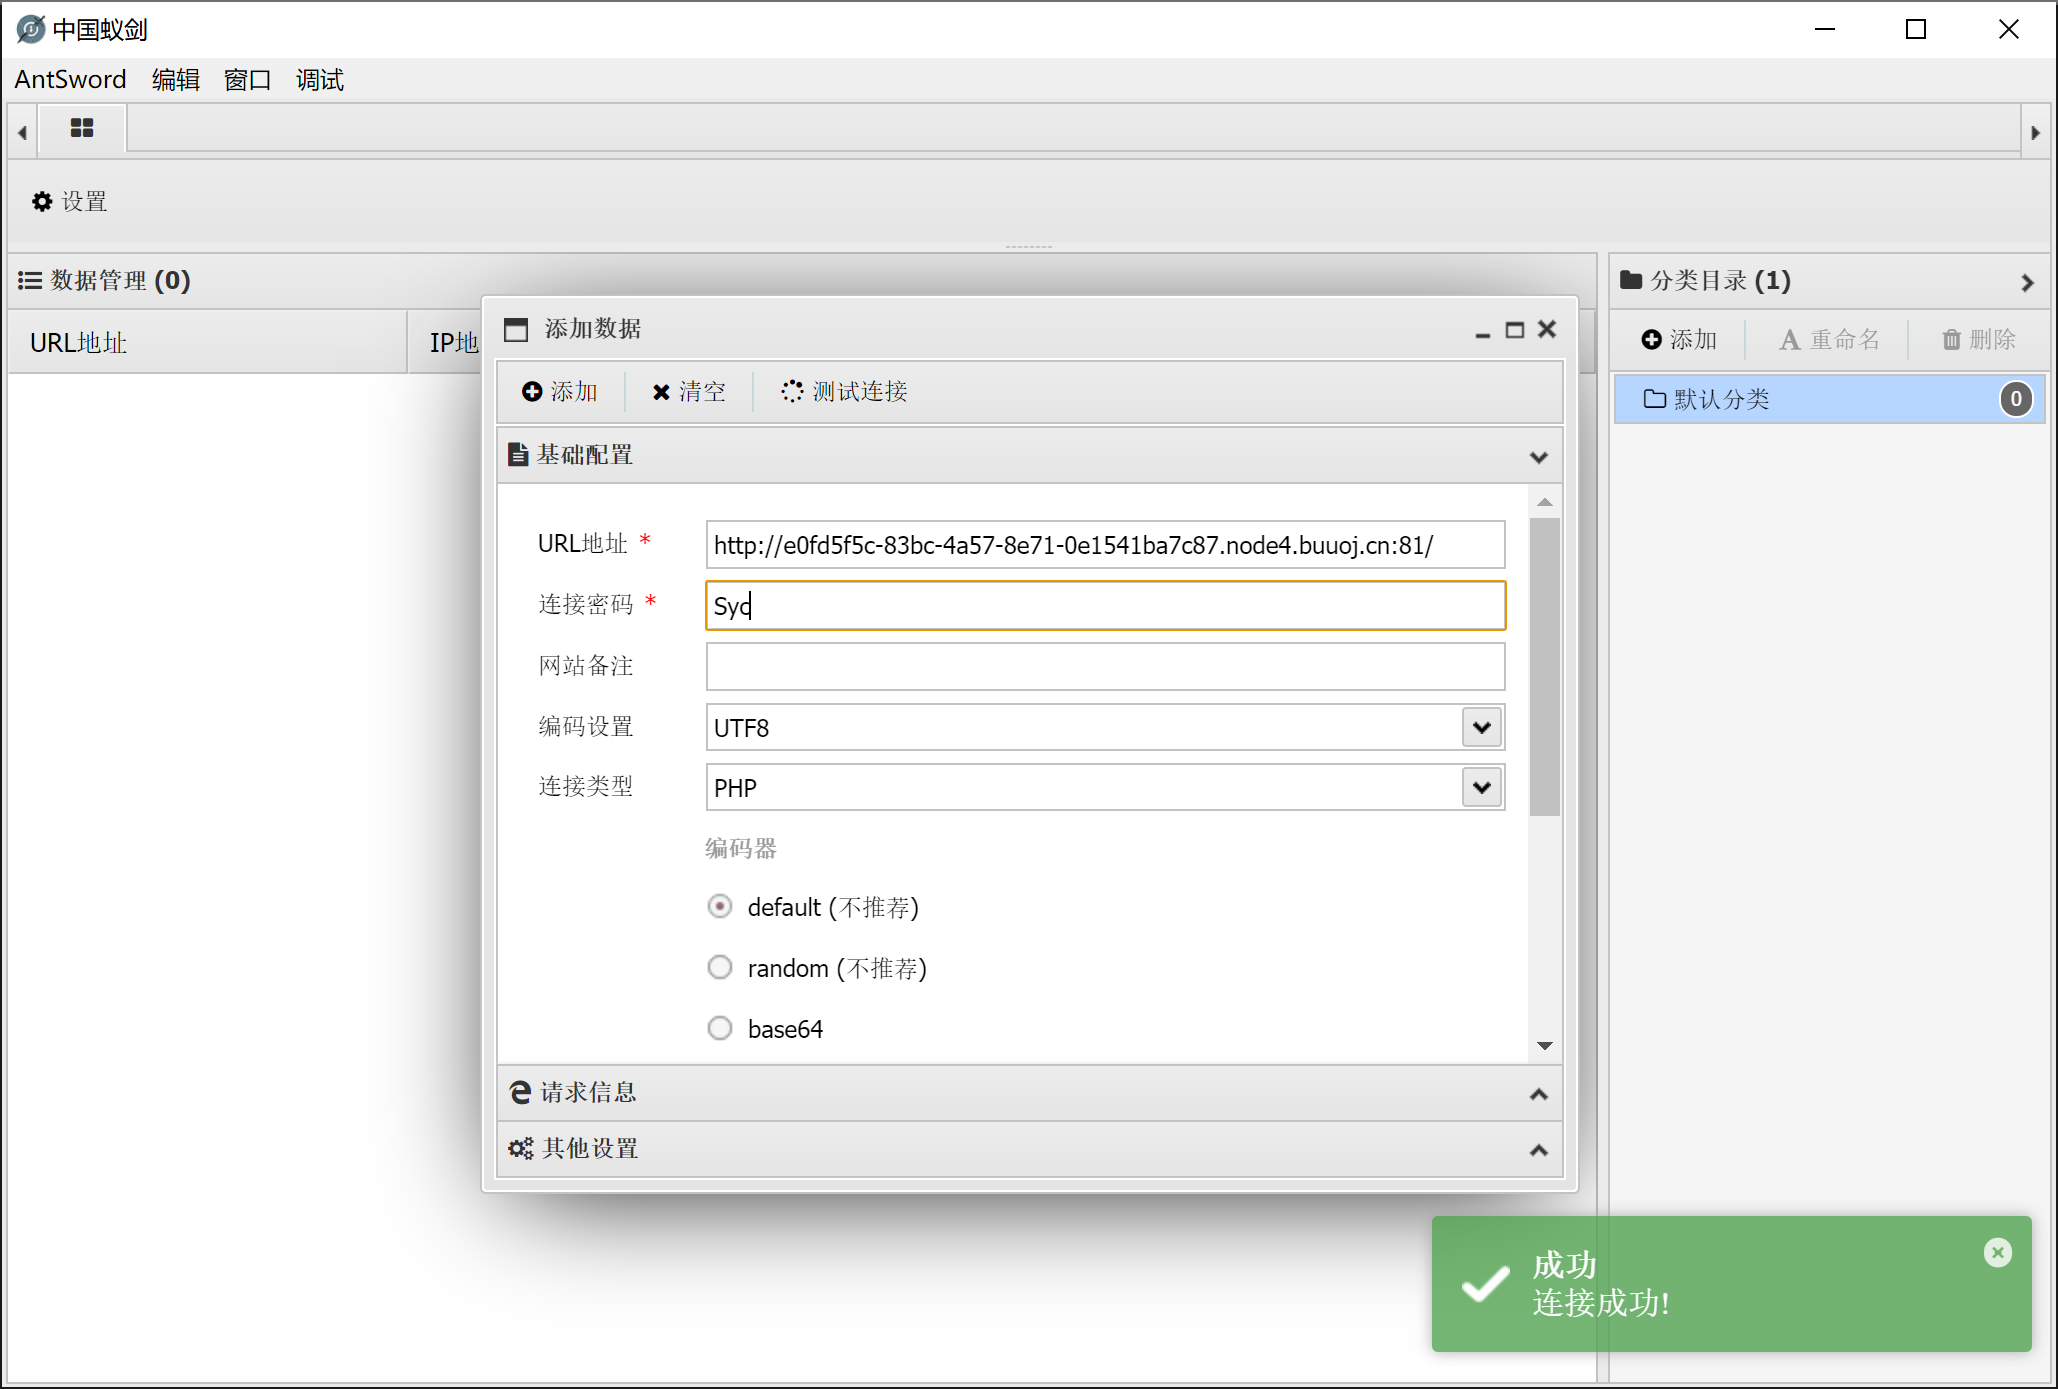 中国蚁剑
AntSword 编辑 窗口 调试
设置
数据管理 (0)
URL地址 IP地
分类目录 (1)
添加 重命名 删除
默认分类 0
添加数据
添加 清空 测试连接
基础配置
URL地址 * http://e0fd5f5c-83bc-4a57-8e71-0e1541ba7c87.node4.buuoj.cn:81/
连接密码 * Syc
网站备注
编码设置 UTF8
连接类型 PHP
编码器
default (不推荐)
random (不推荐)
base64
请求信息
其他设置
成功
连接成功!